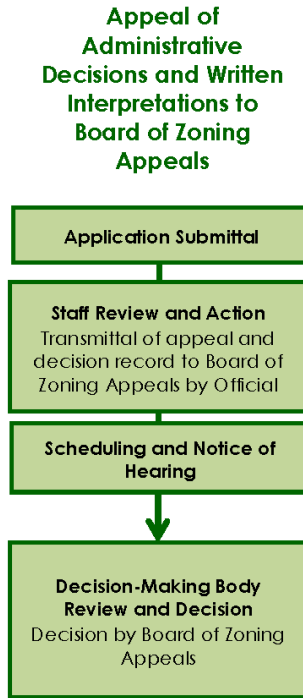 Appeal of
Administrative
Decisions and Written
Interpretations to
Board of Zoning
Appeals
Application Submittal
Staff Review and Action
Transmittal of appeal and
decision record to Board of
Zoning Appeals by Official
Scheduling and Notice of
Hearing
Decision-Making Body
Review and Decision
Decision by Board of Zoning
Appeals